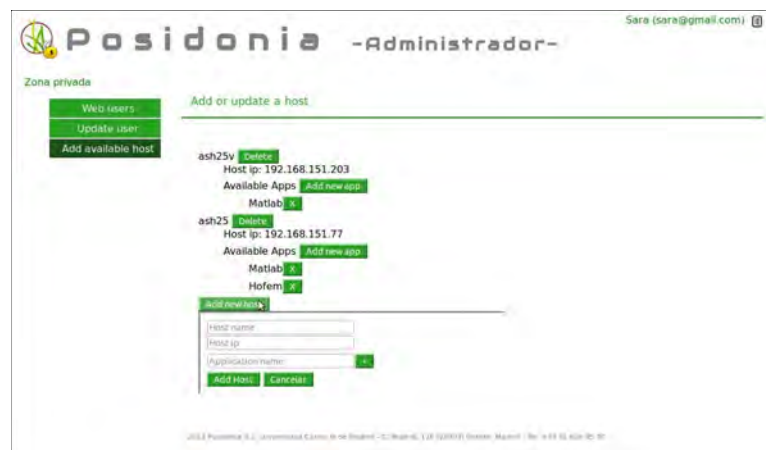 Sara (sara@gmail.com)
Posidonia -Administrador-
Zona privada
Web users
Update user
Add available host
Add or update a host
ash25v Delete
Host ip: 192.168.151.203
Available Apps Add new app
Matlab X
ash25 Delete
Host ip: 192.168.151.77
Available Apps Add new app
Matlab X
Hofem X
Add new host
Host name
Host ip
Application name
Add Host Cancelar